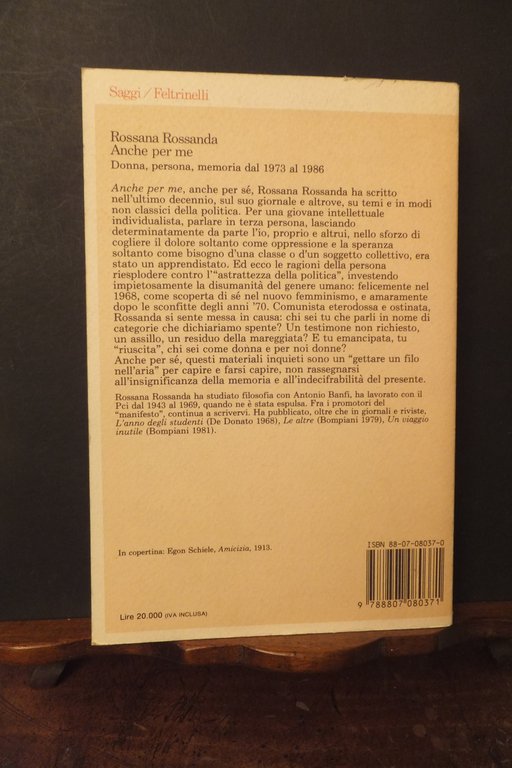 Saggi/Feltrinelli
Rossana Rossanda
Anche per me
Donna, persona, memoria dal 1973 al 1986
Anche per me, anche per sé, Rossana Rossanda ha scritto
nell'ultimo decennio, sul suo giornale e altrove, su temi e in modi
non classici della politica. Per una giovane intellettuale
individualista, parlare in terza persona, lasciando
determinatamente da parte l'io, proprio e altrui, nello sforzo di
cogliere il dolore soltanto come oppressione e la speranza
soltanto come bisogno d'una classe o d'un soggetto collettivo, era
stato un apprendistato. Ed ecco le ragioni della persona
riesplodere contro l'"astrattezza della politica", investendo
impietosamente la disumanità del genere umano: felicemente nel
1968, come scoperta di sé nel nuovo femminismo, e amaramente
dopo le sconfitte degli anni '70. Comunista eterodossa e ostinata,
Rossanda si sente messa in causa: chi sei tu che parli in nome di
categorie che dichiariamo spente? Un testimone non richiesto,
un assillo, un residuo della mareggiata? E tu emancipata, tu
"riuscita", chi sei come donna e per noi donne?
Anche per sé, questi materiali inquieti sono un "gettare un filo
nell'aria" per capire e farsi capire, non rassegnarsi
all'insignificanza della memoria e all'indecifrabilità del presente.
Rossana Rossanda ha studiato filosofia con Antonio Banfi, ha lavorato con il
Pci dal 1943 al 1969, quando ne è stata espulsa. Fra i promotori del
"manifesto", continua a scrivervi. Ha pubblicato, oltre che in giornali e riviste,
L'anno degli studenti (De Donato 1968), Le altre (Bompiani 1979), Un viaggio
inutile (Bompiani 1981).
In copertina: Egon Schiele, Amicizia, 1913.
ISBN 88-07-08037-0
9 788807 080371
Lire 20.000 (IVA INCLUSA)